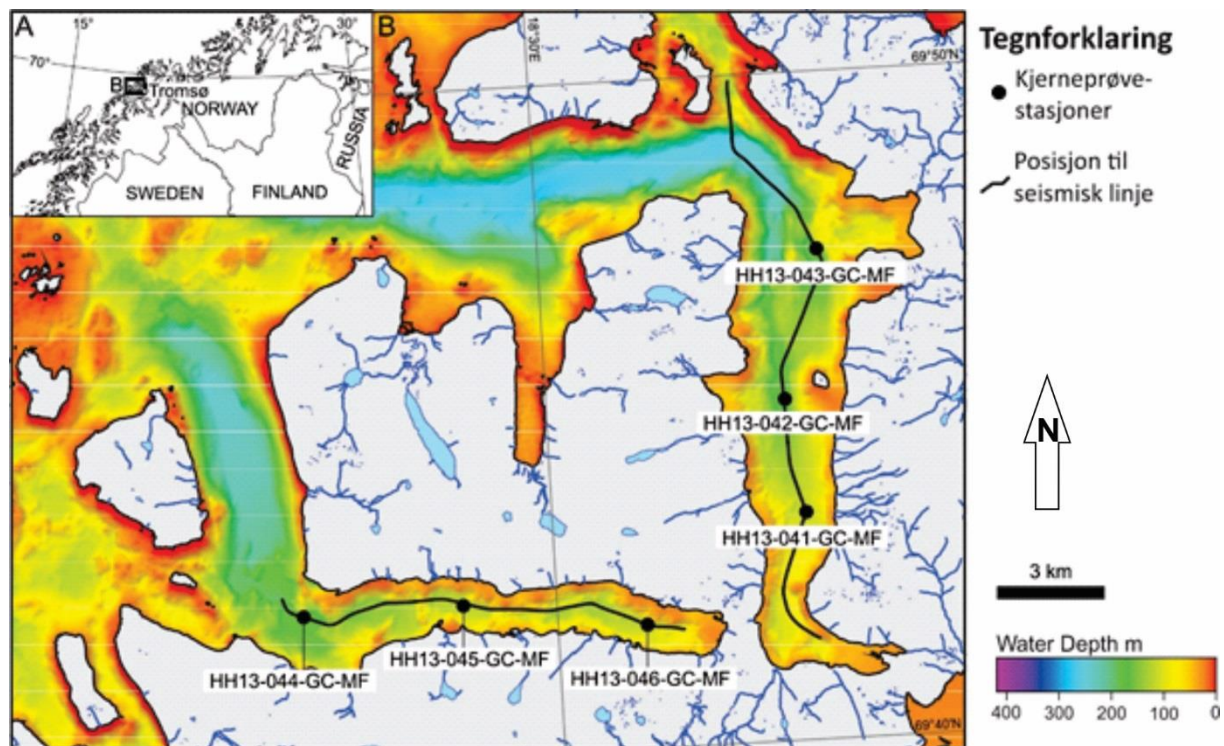 A
15°
30°
70°
B
Tromsø
NORWAY
RUSSIA
SWEDEN
FINLAND
B
18°30'E
69°50'N
HH13-043-GC-MF
HH13-042-GC-MF
HH13-041-GC-MF
HH13-045-GC-MF
HH13-044-GC-MF
HH13-046-GC-MF
69°40'N
Tegnforklaring
Kjerneprøve-
stasjoner
Posisjon til
seismisk linje
N
3 km
Water Depth m
400 300 200 100 0